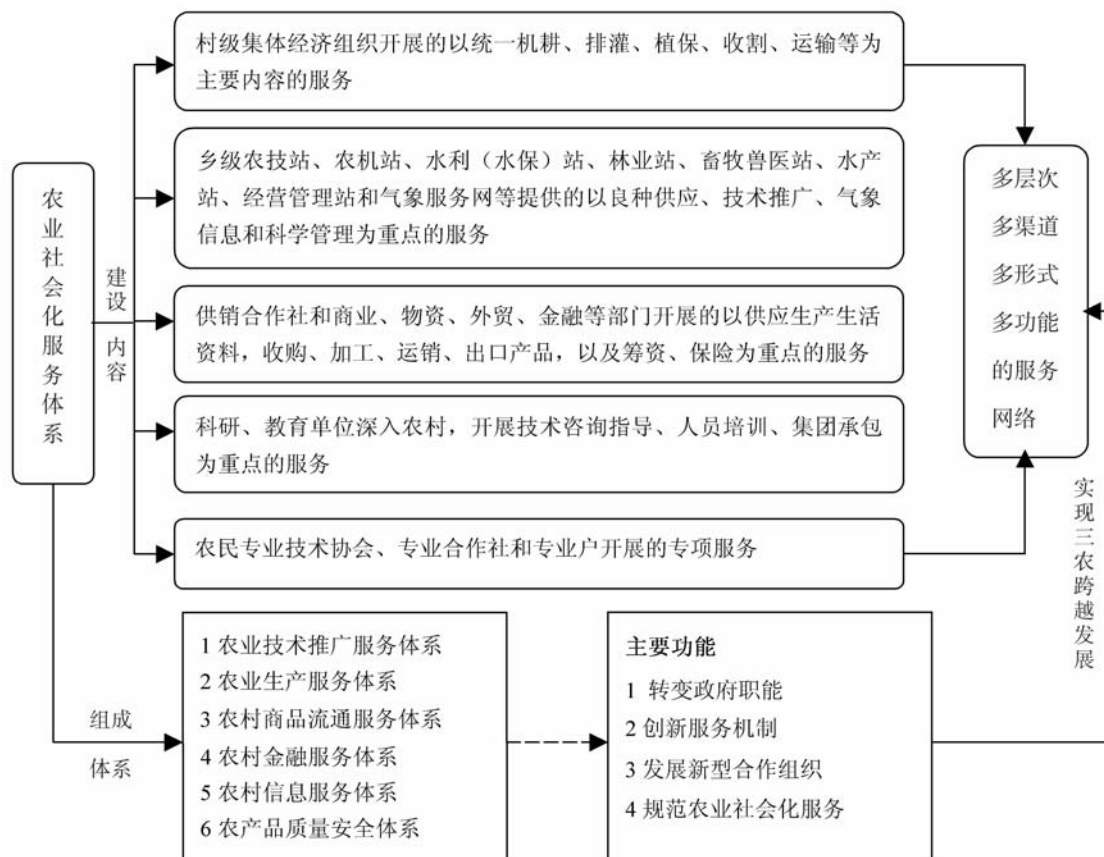 农业社会化服务体系
建设
内容
村级集体经济组织开展的以统一机耕、排灌、植保、收割、运输等为
主要内容的服务
乡级农技站、农机站、水利（水保）站、林业站、畜牧兽医站、水产
站、经营管理站和气象服务网等提供的以良种供应、技术推广、气象
信息和科学管理为重点的服务
供销合作社和商业、物资、外贸、金融等部门开展的以供应生产生活
资料，收购、加工、运销、出口产品，以及筹资、保险为重点的服务
科研、教育单位深入农村，开展技术咨询指导、人员培训、集团承包
为重点的服务
农民专业技术协会、专业合作社和专业户开展的专项服务
多层次
多渠道
多形式
多功能
的服务
网络
实现三农跨越发展
组成
体系
1 农业技术推广服务体系
2 农业生产服务体系
3 农村商品流通服务体系
4 农村金融服务体系
5 农村信息服务体系
6 农产品质量安全体系
主要功能
1 转变政府职能
2 创新服务机制
3 发展新型合作组织
4 规范农业社会化服务